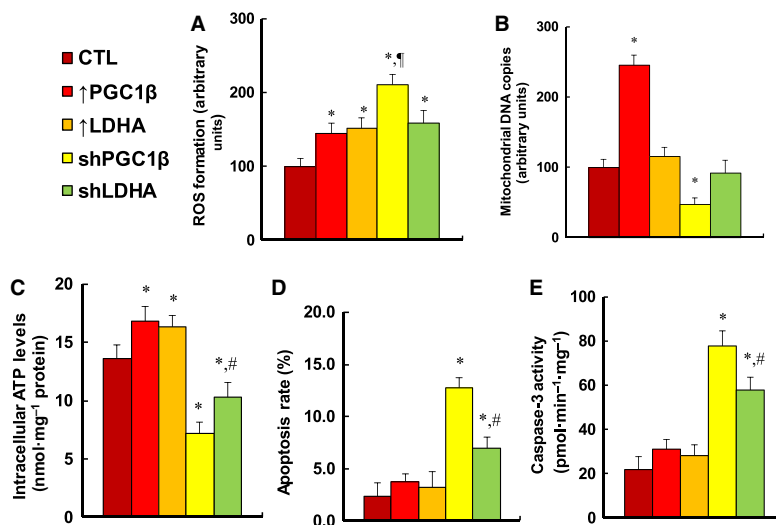 CTL
↑PGC1β
↑LDHA
shPGC1β
shLDHA
A
ROS formation (arbitrary
units)
300
200
100
0
*
*
*,¶
*
B
Mitochondrial DNA copies
(arbitrary units)
300
200
100
0
*
*
C
Intracellular ATP levels
(nmol·mg⁻¹ protein)
20
15
10
5
0
*
*
*
*,#
D
Apoptosis rate (%)
20.0
15.0
10.0
5.0
0.0
*
*,#
E
Caspase-3 activity
(pmol·min⁻¹·mg⁻¹)
100
80
60
40
20
0
*
*,#